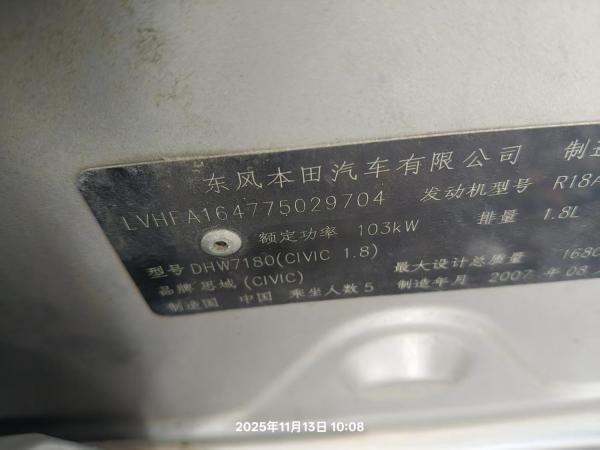 东风本田汽车有限公司 制造
LVHFA164775029704 发动机型号 R18A
额定功率 103kW 排量 1.8L
型号 DHW7180(CIVIC 1.8) 最大设计总质量 1680
品牌 思域 (CIVIC) 制造年月 2007 年 08
制造国 中国 乘坐人数 5
2025年11月13日 10:08